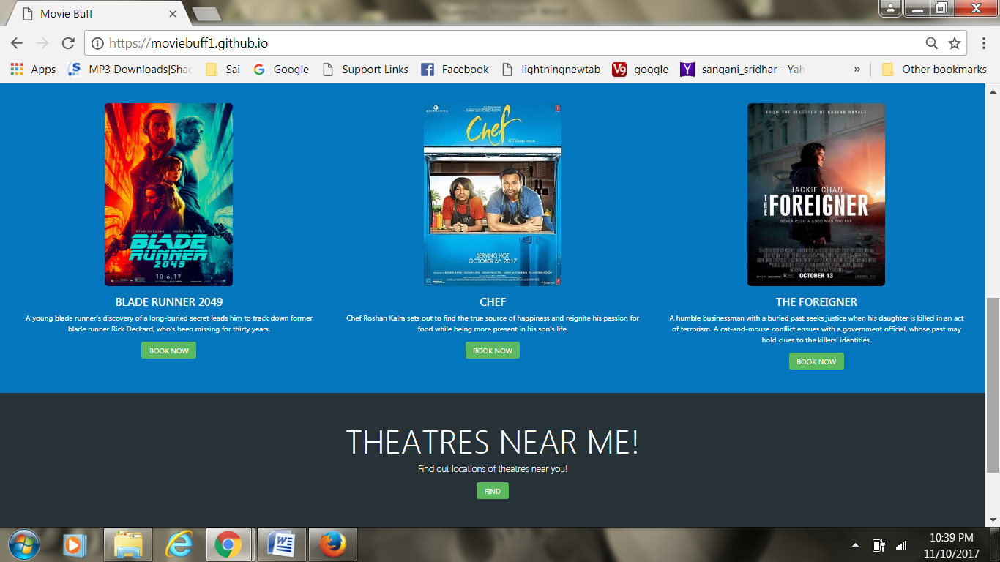 Movie Buff
https://moviebuff1.github.io
Apps
MP3 Downloads|Shac
Sai
Google
Support Links
Facebook
lightningnewtab
google
sangani_sridhar - Yah
»
Other bookmarks
RYAN GOSLING HARRISON FORD
BLADE
RUNNER
2049
10.6.17
Chef
SERVING HOT
OCTOBER 6th, 2017
FROM THE DIRECTOR OF CASINO ROYALE
JACKIE CHAN
THE FOREIGNER
NEVER PUSH A GOOD MAN TOO FAR
OCTOBER 13
BLADE RUNNER 2049
A young blade runner's discovery of a long-buried secret leads him to track down former
blade runner Rick Deckard, who's been missing for thirty years.
BOOK NOW
CHEF
Chef Roshan Kalra sets out to find the true source of happiness and reignite his passion for
food while being more present in his son's life.
BOOK NOW
THE FOREIGNER
A humble businessman with a buried past seeks justice when his daughter is killed in an act
of terrorism. A cat-and-mouse conflict ensues with a government official, whose past may
hold clues to the killers' identities.
BOOK NOW
THEATRES NEAR ME!
Find out locations of theatres near you!
FIND
10:39 PM
11/10/2017